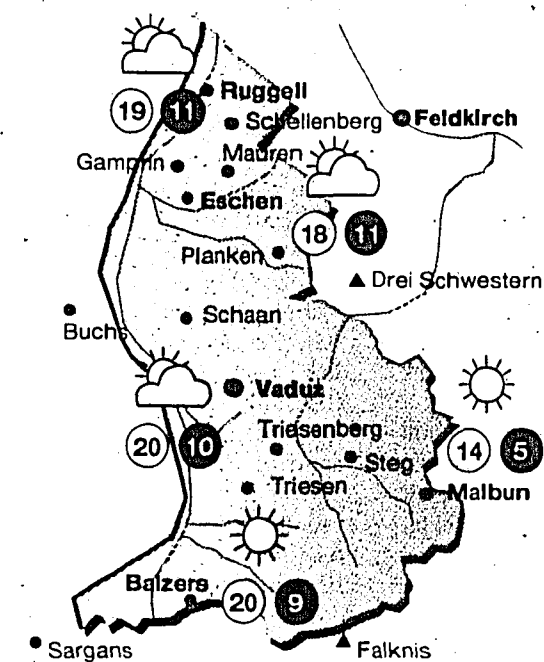 Ruggell
19 11
Schellenberg
Feldkirch
Gamprin
Mauren
Eschen
18 11
Planken
Drei Schwestern
Buchs
Schaan
Vaduz
20 10
Triesenberg
Steg
14 5
Triesen
Malbun
Balzers
20 9
Sargans
Falknis